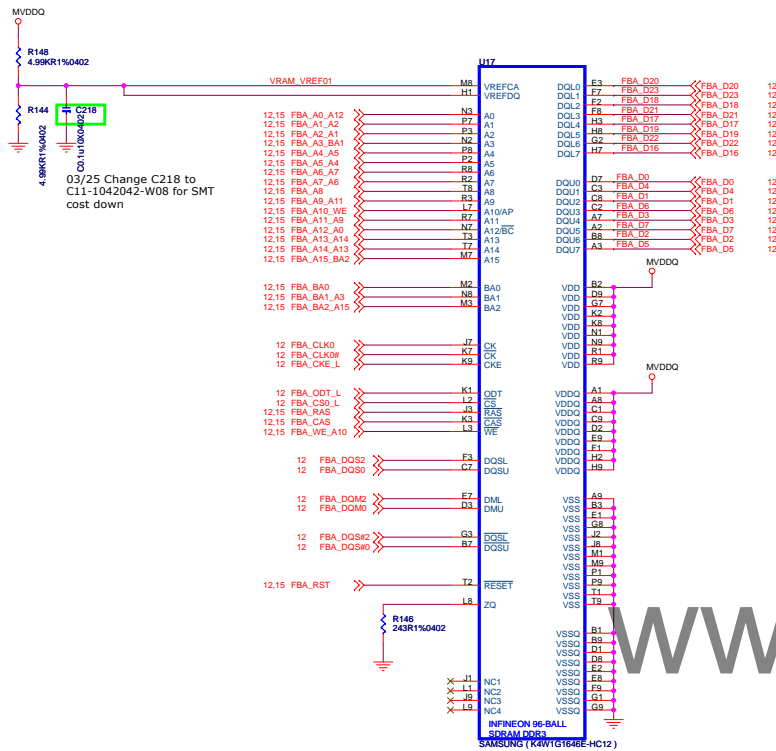 MVDDQ
R148
4.99KR1%0402
VRAM_VREF01
R144
4.99KR1%0402
C218
C0.1u10X0402
03/25 Change C218 to
C11-1042042-W08 for SMT
cost down
U17
M8 VREFCA
H1 VREFDQ
12,15 FBA_A0_A12 N3 A0
12,15 FBA_A1_A2 P7 A1
12,15 FBA_A2_A1 P3 A2
12,15 FBA_A3_BA1 N2 A3
12,15 FBA_A4_A5 P8 A4
12,15 FBA_A5_A4 P2 A5
12,15 FBA_A6_A7 R8 A6
12,15 FBA_A7_A6 R2 A7
12,15 FBA_A8 T8 A8
12,15 FBA_A9_A11 R3 A9
12,15 FBA_A10_WE L7 A10/AP
12,15 FBA_A11_A9 R7 A11
12,15 FBA_A12_A0 N7 A12/BC
12,15 FBA_A13_A14 T3 A13
12,15 FBA_A14_A13 T7 A14
12,15 FBA_A15_BA2 M7 A15
12,15 FBA_BA0 M2 BA0
12,15 FBA_BA1_A3 N8 BA1
12,15 FBA_BA2_A15 M3 BA2
12 FBA_CLK0 J7 CK
12 FBA_CLK0# K7 CK
12 FBA_CKE_L K9 CKE
12 FBA_ODT_L K1 ODT
12 FBA_CS0_L L2 CS
12,15 FBA_RAS J3 RAS
12,15 FBA_CAS K3 CAS
12,15 FBA_WE_A10 L3 WE
12 FBA_DQS2 F3 DQSL
12 FBA_DQS0 C7 DQSU
12 FBA_DQM2 E7 DML
12 FBA_DQM0 D3 DMU
12 FBA_DQS#2 G3 DQSL
12 FBA_DQS#0 B7 DQSU
12,15 FBA_RST T2 RESET
L8 ZQ
R146
243R1%0402
J1 NC1
L1 NC2
J9 NC3
L9 NC4
DQL0 E3 FBA_D20 FBA_D20 12
DQL1 F7 FBA_D23 FBA_D23 12
DQL2 F2 FBA_D18 FBA_D18 12
DQL3 F8 FBA_D21 FBA_D21 12
DQL4 H3 FBA_D17 FBA_D17 12
DQL5 H8 FBA_D19 FBA_D19 12
DQL6 G2 FBA_D22 FBA_D22 12
DQL7 H7 FBA_D16 FBA_D16 12
DQU0 D7 FBA_D0 FBA_D0 12
DQU1 C3 FBA_D4 FBA_D4 12
DQU2 C8 FBA_D1 FBA_D1 12
DQU3 C2 FBA_D6 FBA_D6 12
DQU4 A7 FBA_D3 FBA_D3 12
DQU5 A2 FBA_D7 FBA_D7 12
DQU6 B8 FBA_D2 FBA_D2 12
DQU7 A3 FBA_D5 FBA_D5 12
MVDDQ
VDD B2
VDD D9
VDD G7
VDD K2
VDD K8
VDD N1
VDD N9
VDD R1
VDD R9
MVDDQ
VDDQ A1
VDDQ A8
VDDQ C1
VDDQ C9
VDDQ D2
VDDQ E9
VDDQ F1
VDDQ H2
VDDQ H9
VSS A9
VSS B3
VSS E1
VSS G8
VSS J2
VSS J8
VSS M1
VSS M9
VSS P1
VSS P9
VSS T1
VSS T9
VSSQ B1
VSSQ B9
VSSQ D1
VSSQ D8
VSSQ E2
VSSQ E8
VSSQ F9
VSSQ G1
VSSQ G9
INFINEON 96-BALL
SDRAM DDR3
SAMSUNG ( K4W1G1646E-HC12 )